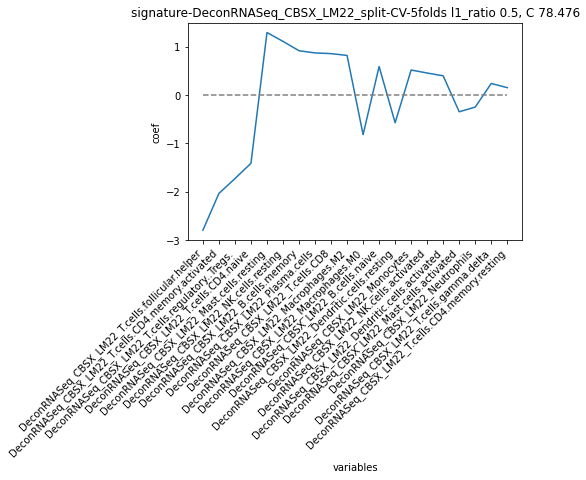 signature-DeconRNASeq_CBSX_LM22_split-CV-5folds l1_ratio 0.5, C 78.476
coef
1
0
−1
−2
−3
DeconRNASeq_CBSX_LM22_T.cells.follicular.helper
DeconRNASeq_CBSX_LM22_T.cells.CD4.memory.activated
DeconRNASeq_CBSX_LM22_T.cells.regulatory..Tregs.
DeconRNASeq_CBSX_LM22_T.cells.CD4.naive
DeconRNASeq_CBSX_LM22_Mast.cells.resting
DeconRNASeq_CBSX_LM22_NK.cells.resting
DeconRNASeq_CBSX_LM22_B.cells.memory
DeconRNASeq_CBSX_LM22_Plasma.cells
DeconRNASeq_CBSX_LM22_T.cells.CD8
DeconRNASeq_CBSX_LM22_Macrophages.M2
DeconRNASeq_CBSX_LM22_Macrophages.M0
DeconRNASeq_CBSX_LM22_B.cells.naive
DeconRNASeq_CBSX_LM22_Dendritic.cells.resting
DeconRNASeq_CBSX_LM22_Monocytes
DeconRNASeq_CBSX_LM22_NK.cells.activated
DeconRNASeq_CBSX_LM22_Dendritic.cells.activated
DeconRNASeq_CBSX_LM22_Mast.cells.activated
DeconRNASeq_CBSX_LM22_Neutrophils
DeconRNASeq_CBSX_LM22_T.cells.gamma.delta
DeconRNASeq_CBSX_LM22_T.cells.CD4.memory.resting
variables